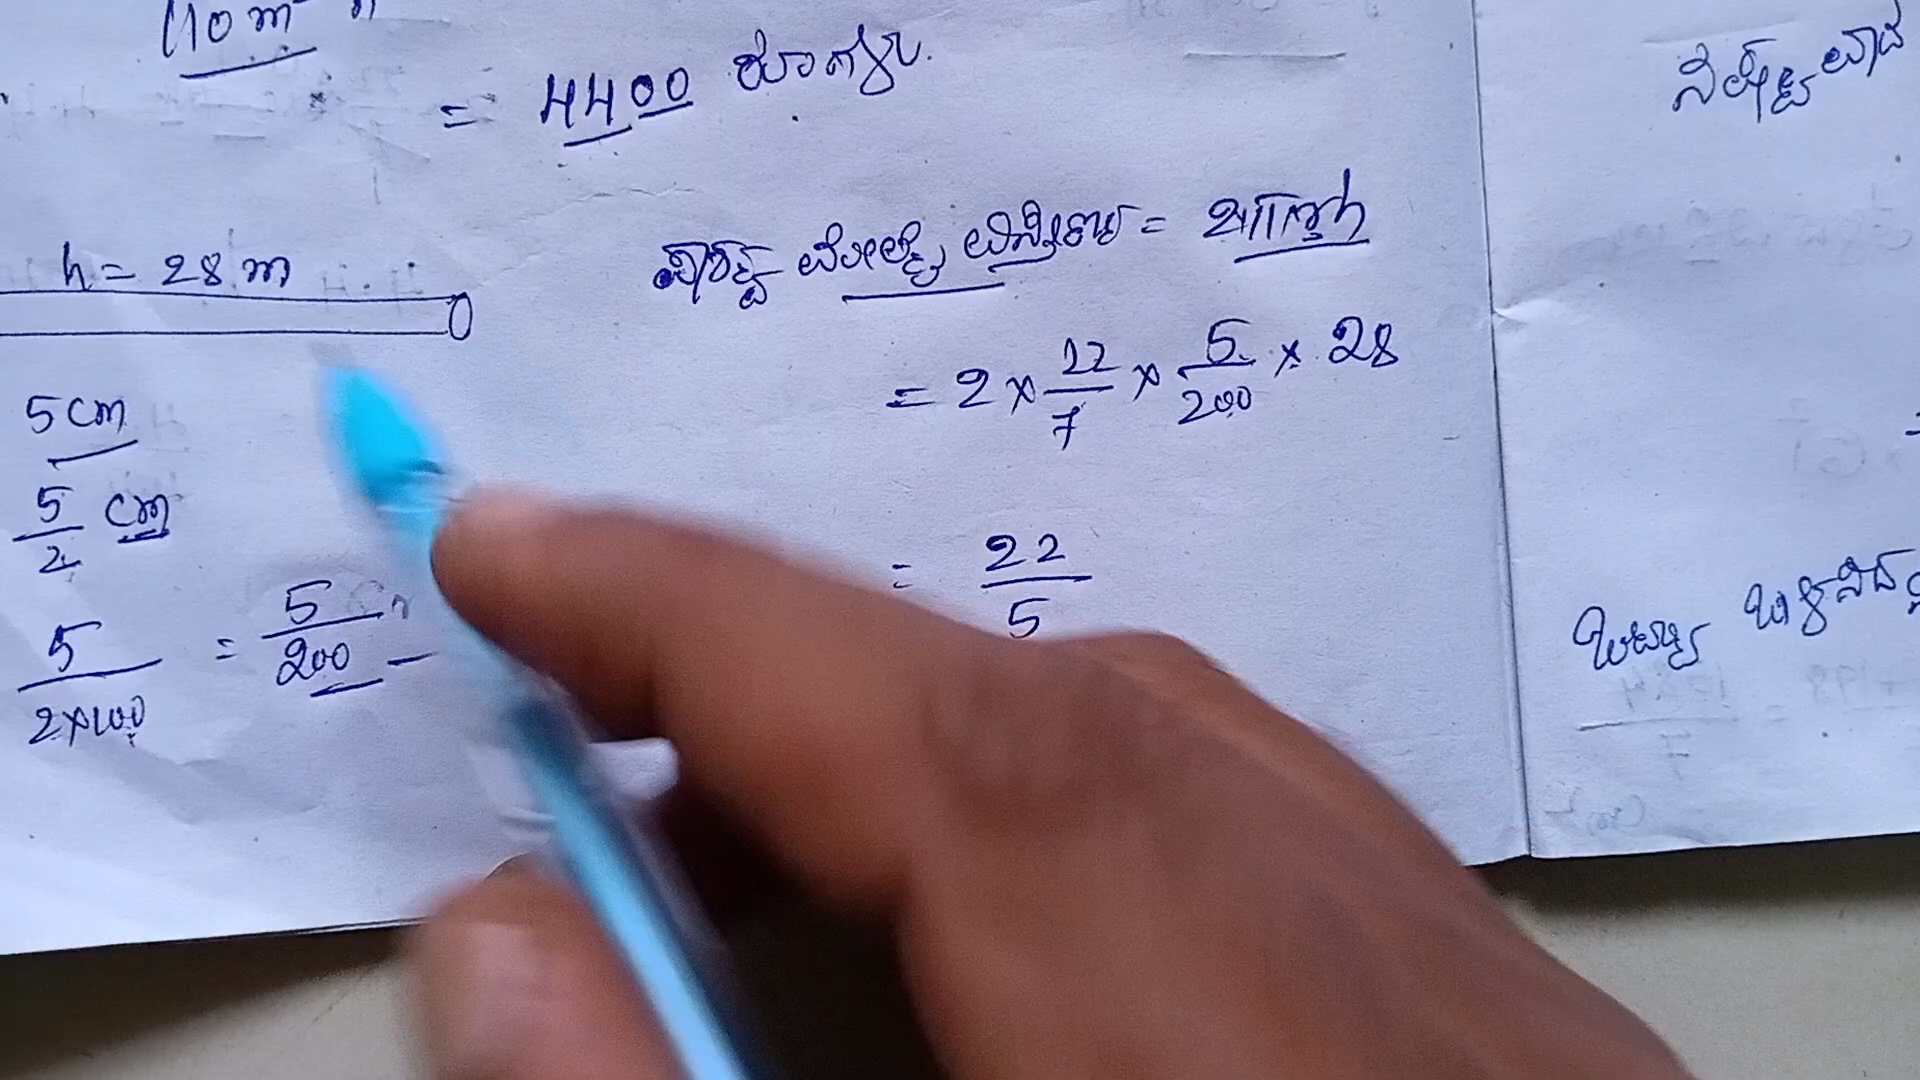 110 m
= 4400 ರೂಗಳು.
h = 28 m
ಪಾರ್ಶ್ವ ಮೇಲ್ಮೈ ವಿಸ್ತೀರ್ಣ = 2πrh
= 2 × 22/7 × 5/200 × 28
5 cm
5/2 cm
= 22/5
5/2×100 = 5/200